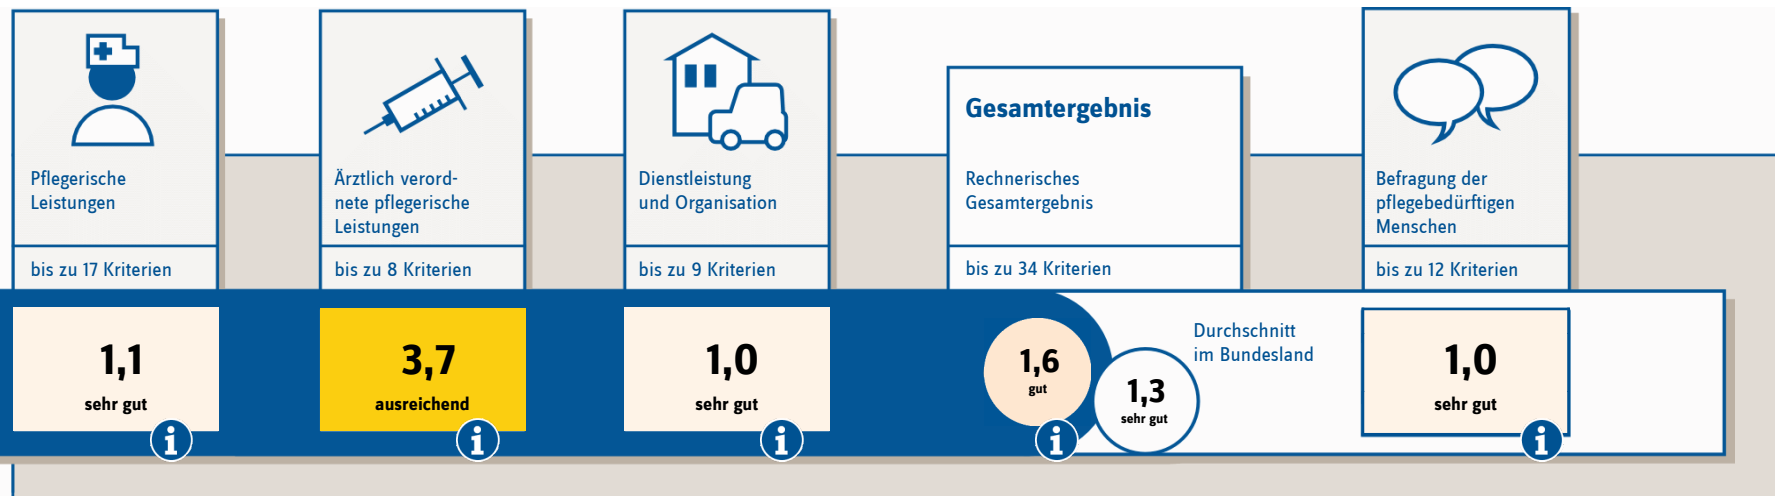 Pflegerische
Leistungen
bis zu 17 Kriterien
1,1
sehr gut
i
Ärztlich verord-
nete pflegerische
Leistungen
bis zu 8 Kriterien
3,7
ausreichend
i
Dienstleistung
und Organisation
bis zu 9 Kriterien
1,0
sehr gut
i
Gesamtergebnis
Rechnerisches
Gesamtergebnis
bis zu 34 Kriterien
1,6
gut
i
1,3
sehr gut
Durchschnitt
im Bundesland
Befragung der
pflegebedürftigen
Menschen
bis zu 12 Kriterien
1,0
sehr gut
i